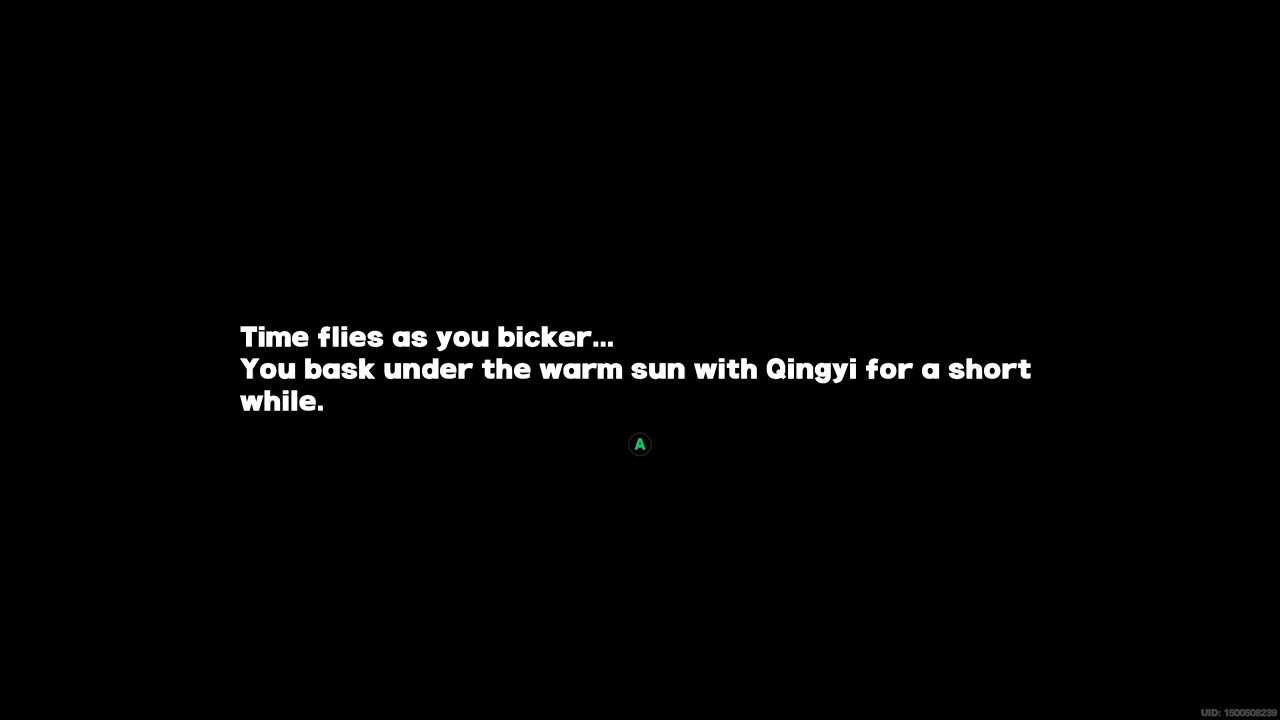 Time flies as you bicker...
You bask under the warm sun with Qingyi for a short
while.
A
UID: 1500508239